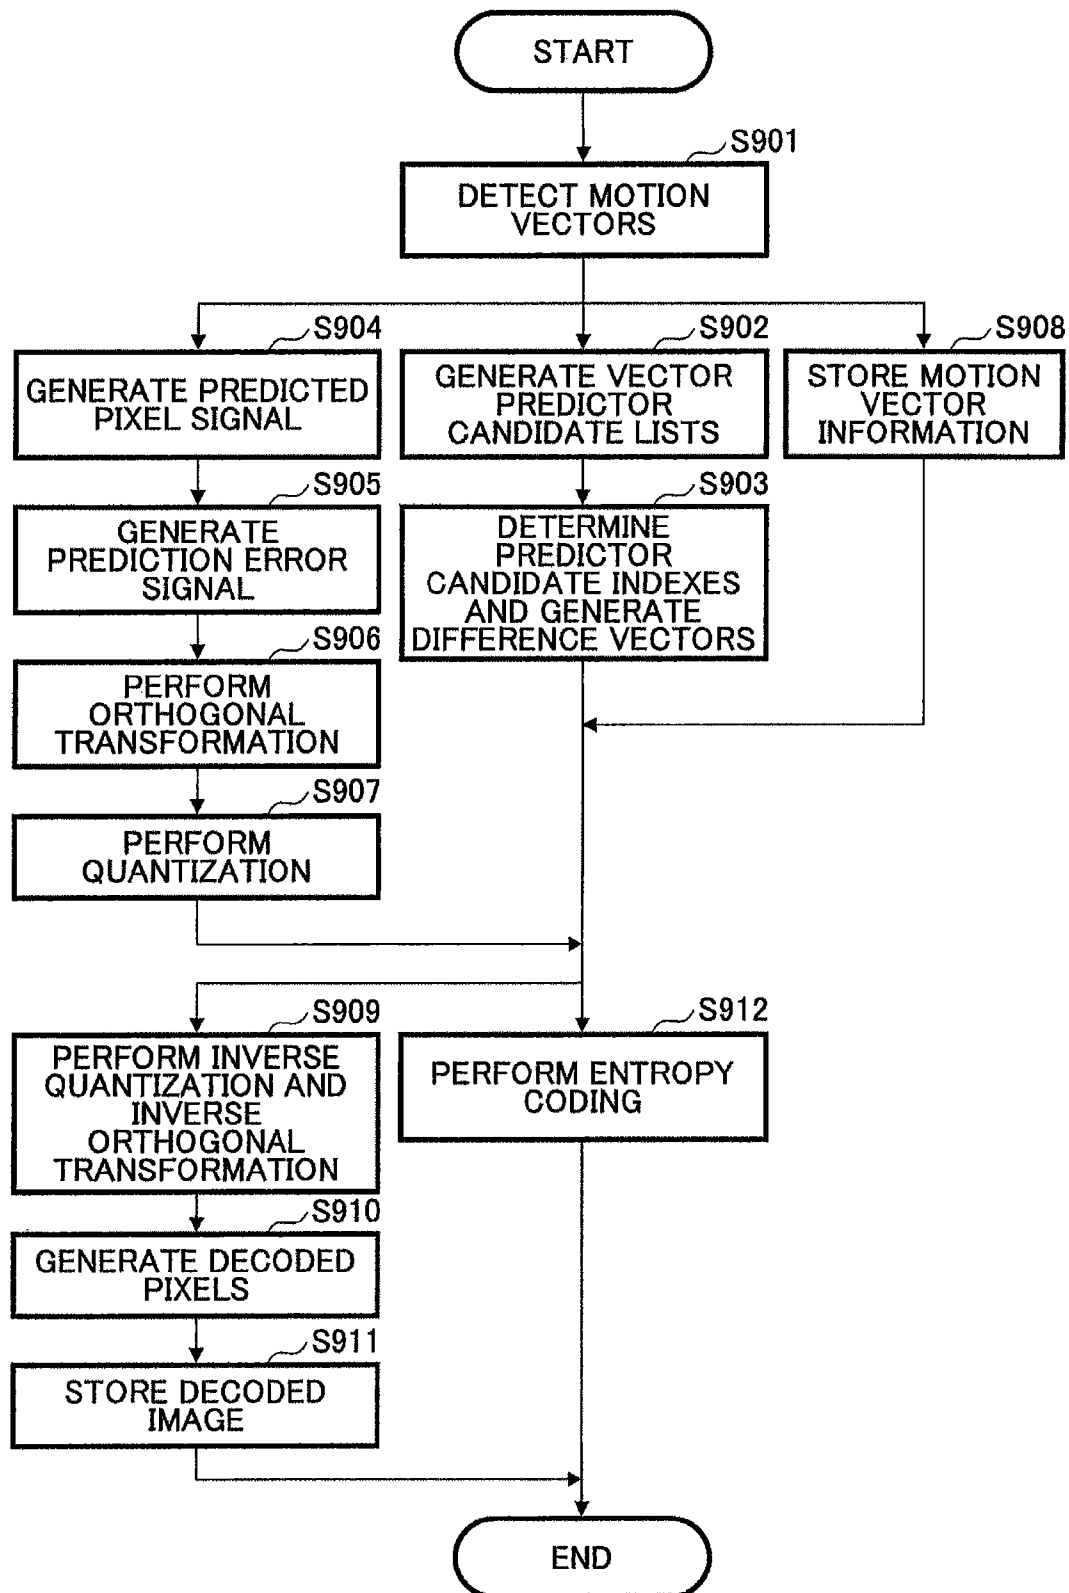 START
S901
DETECT MOTION
VECTORS
S904
GENERATE PREDICTED
PIXEL SIGNAL
S905
GENERATE
PREDICTION ERROR
SIGNAL
S906
PERFORM
ORTHOGONAL
TRANSFORMATION
S907
PERFORM
QUANTIZATION
S902
GENERATE VECTOR
PREDICTOR
CANDIDATE LISTS
S903
DETERMINE
PREDICTOR
CANDIDATE INDEXES
AND GENERATE
DIFFERENCE VECTORS
S908
STORE MOTION
VECTOR
INFORMATION
S909
PERFORM INVERSE
QUANTIZATION AND
INVERSE
ORTHOGONAL
TRANSFORMATION
S910
GENERATE DECODED
PIXELS
S911
STORE DECODED
IMAGE
S912
PERFORM ENTROPY
CODING
END